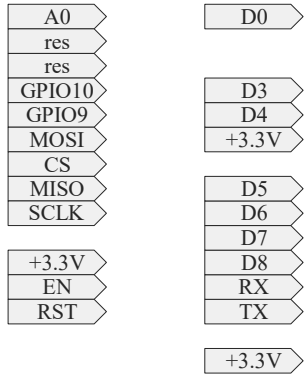 A0
res
res
GPIO10
GPIO9
MOSI
CS
MISO
SCLK
+3.3V
EN
RST
D0
D3
D4
+3.3V
D5
D6
D7
D8
RX
TX
+3.3V